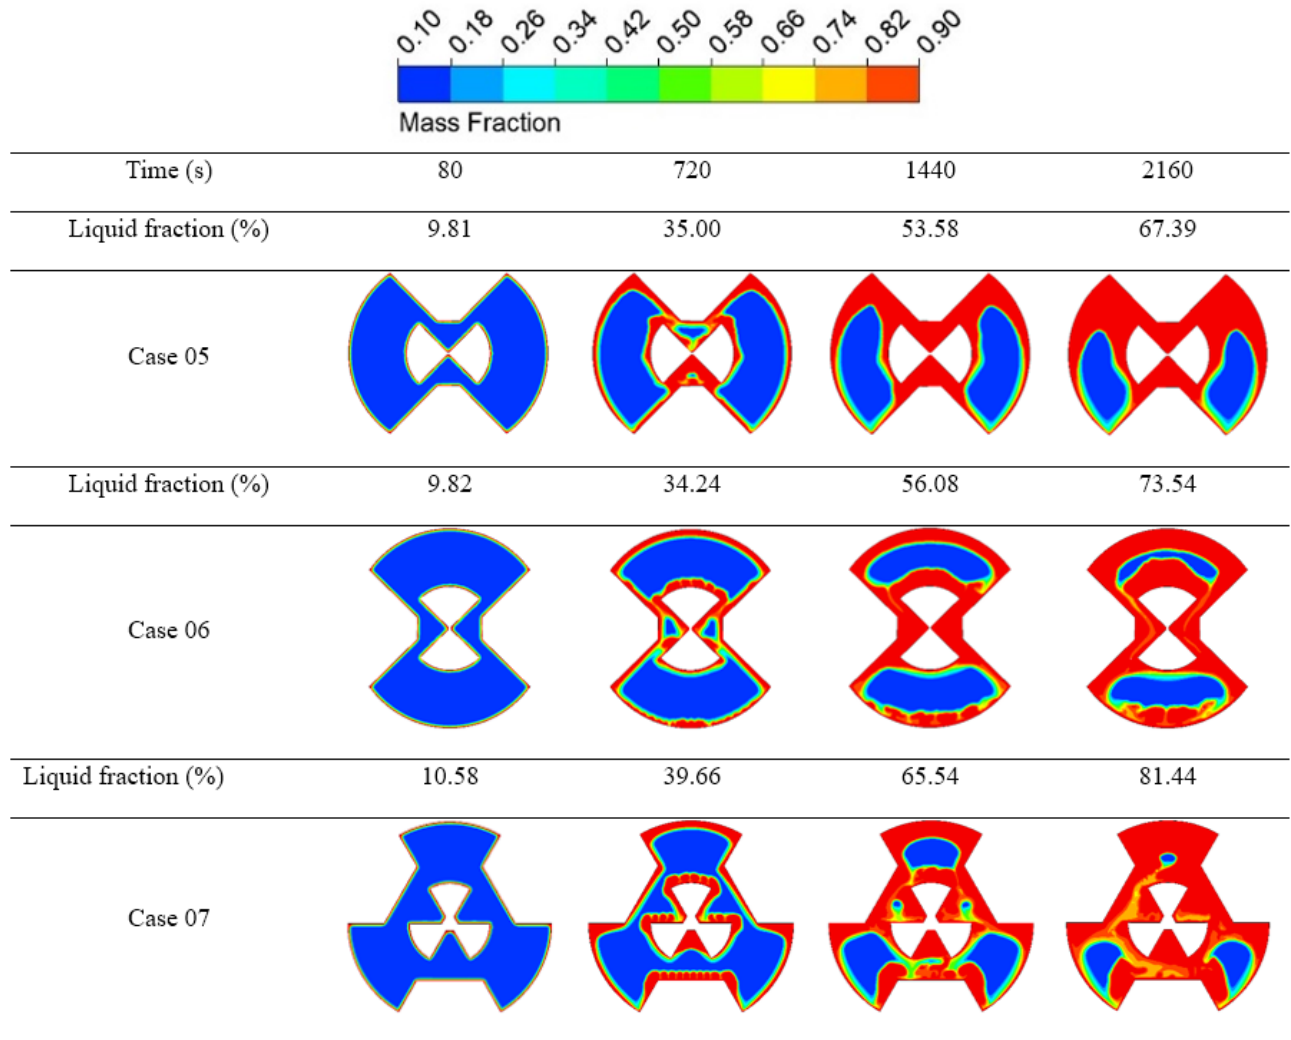 0.10 0.18 0.26 0.34 0.42 0.50 0.58 0.66 0.74 0.82 0.90
Mass Fraction
Time (s) 80 720 1440 2160
Liquid fraction (%) 9.81 35.00 53.58 67.39
Case 05
Liquid fraction (%) 9.82 34.24 56.08 73.54
Case 06
Liquid fraction (%) 10.58 39.66 65.54 81.44
Case 07